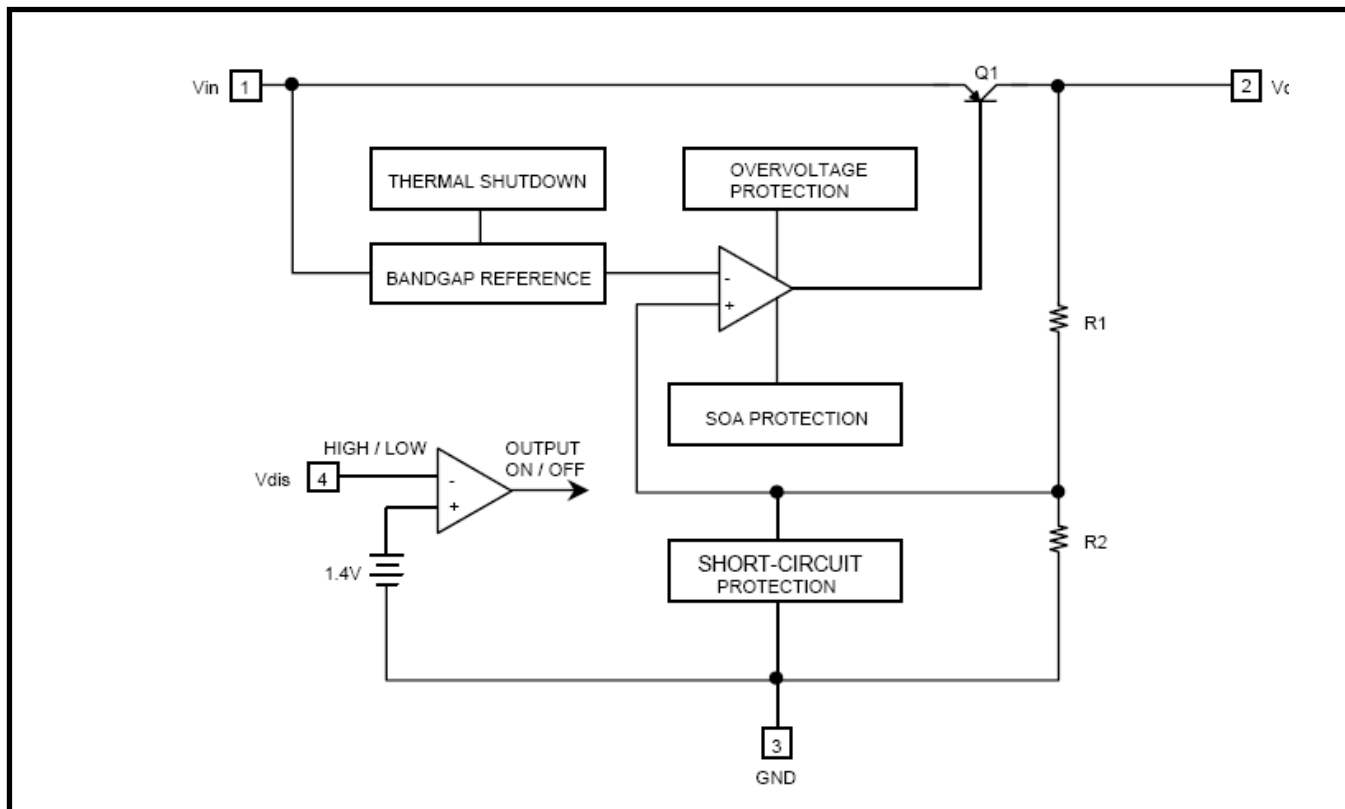 Q1
Vin
1
2
THERMAL SHUTDOWN
OVERVOLTAGE
PROTECTION
BANDGAP REFERENCE
-
+
R1
SOA PROTECTION
HIGH / LOW
OUTPUT
ON / OFF
Vdis
4
-
+
1.4V
SHORT-CIRCUIT
PROTECTION
R2
3
GND